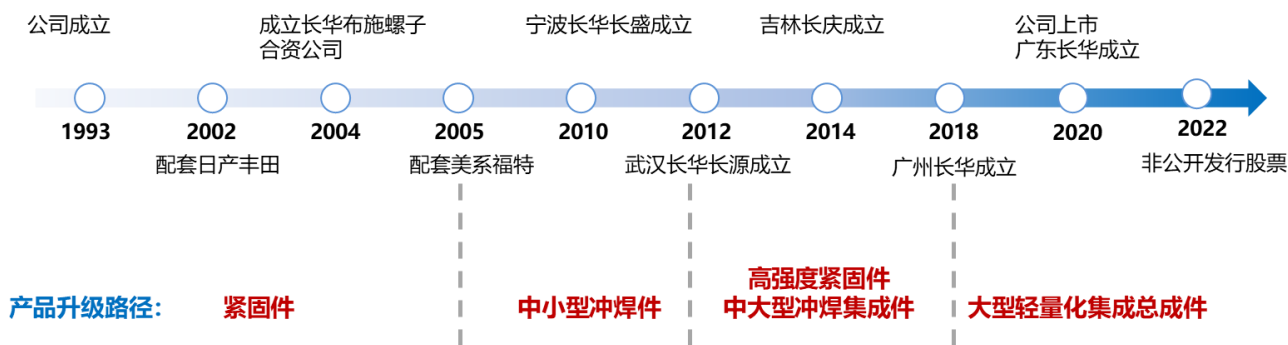 公司成立
成立长华布施螺子
合资公司
宁波长华长盛成立
吉林长庆成立
公司上市
广东长华成立
1993
2002
2004
2005
2010
2012
2014
2018
2020
2022
配套日产丰田
配套美系福特
武汉长华长源成立
广州长华成立
非公开发行股票
产品升级路径：
紧固件
中小型冲焊件
高强度紧固件
中大型冲焊集成件
大型轻量化集成总成件